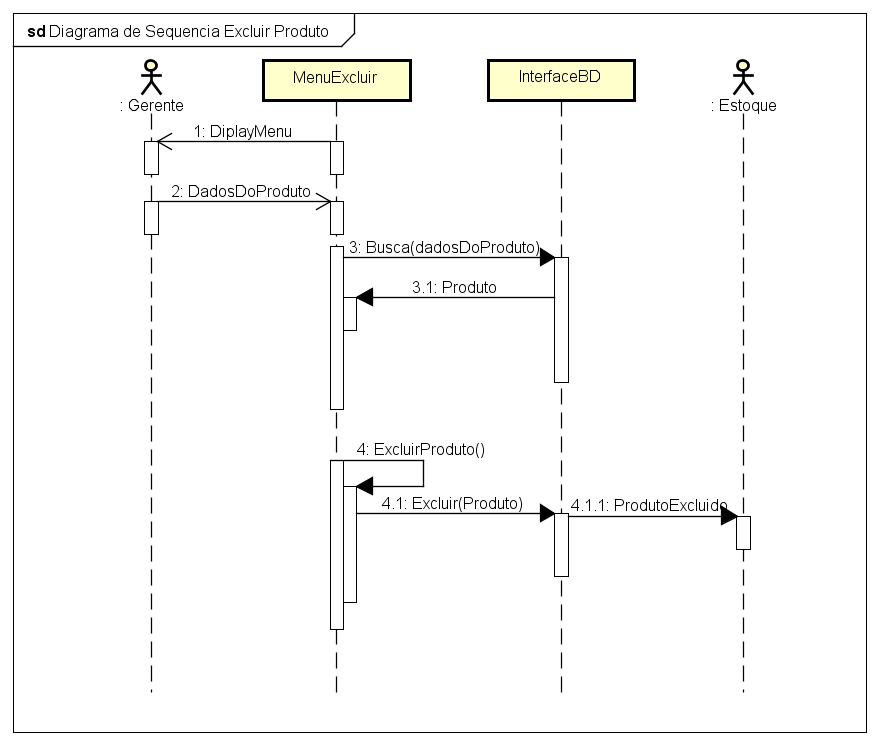 sd Diagrama de Sequencia Excluir Produto
: Gerente
MenuExcluir
InterfaceBD
: Estoque
1: DiplayMenu
2: DadosDoProduto
3: Busca(dadosDoProduto)
3.1: Produto
4: ExcluirProduto()
4.1: Excluir(Produto)
4.1.1: ProdutoExcluido